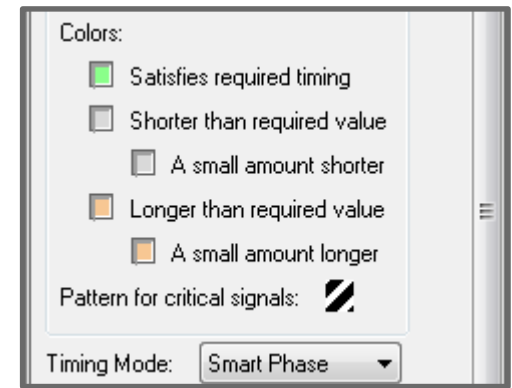 Colors:
Satisfies required timing
Shorter than required value
A small amount shorter
Longer than required value
A small amount longer
Pattern for critical signals:
Timing Mode: Smart Phase